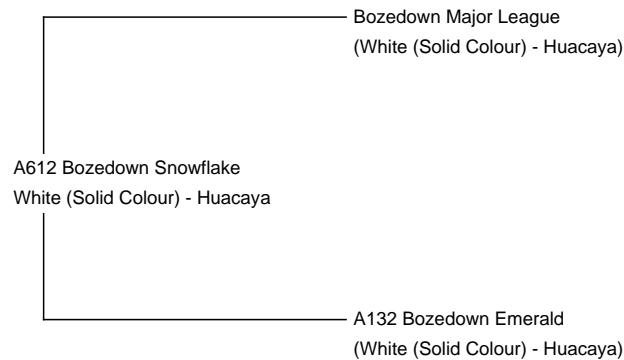 Bozedown Major League
(White (Solid Colour) - Huacaya)
A612 Bozedown Snowflake
White (Solid Colour) - Huacaya
A132 Bozedown Emerald
(White (Solid Colour) - Huacaya)